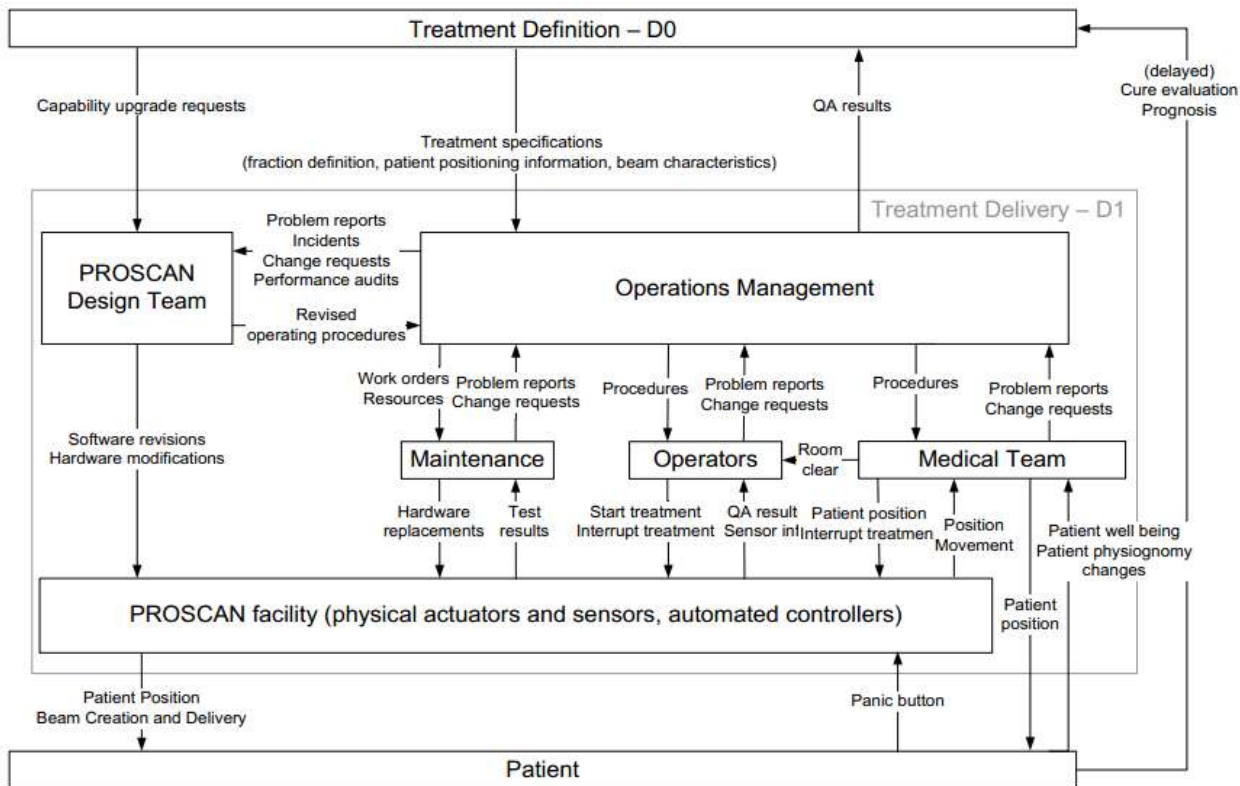 Treatment Definition – D0
(delayed)
Cure evaluation
Prognosis
Capability upgrade requests
QA results
Treatment specifications
(fraction definition, patient positioning information, beam characteristics)
Treatment Delivery – D1
Problem reports
Incidents
Change requests
Performance audits
PROSCAN
Design Team
Operations Management
Revised
operating procedures
Work orders
Resources
Problem reports
Change requests
Procedures
Problem reports
Change requests
Procedures
Problem reports
Change requests
Software revisions
Hardware modifications
Maintenance
Operators
Room
clear
Medical Team
Hardware
replacements
Test
results
Start treatment
Interrupt treatment
QA result
Sensor inf
Patient position
Interrupt treatmen
Position
Movement
Patient well being
Patient physiognomy
changes
PROSCAN facility (physical actuators and sensors, automated controllers)
Patient
position
Patient Position
Beam Creation and Delivery
Panic button
Patient